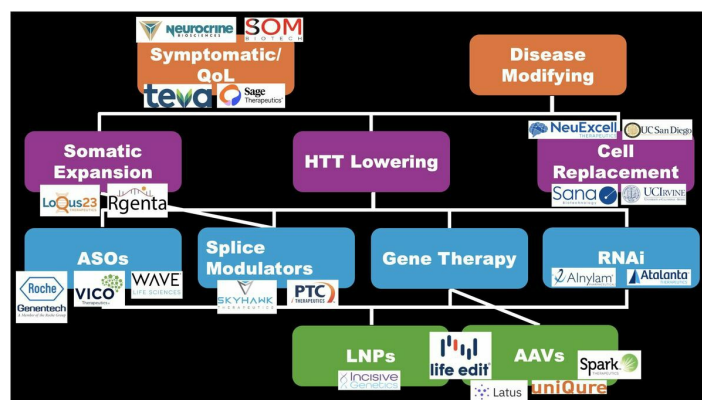 NEUROCRINE
BIOSCIENCES
SOM
BIOTECH
Symptomatic/
QoL
teva
Sage
Therapeutics
Disease
Modifying
NeuExcell
THERAPEUTICS
UC San Diego
Somatic
Expansion
HTT Lowering
Cell
Replacement
LoQus23
Rgenta
Sana
Biotechnology
UCIRVINE
ASOs
Splice
Modulators
Gene Therapy
RNAi
Roche
Genentech
A Member of the Roche Group
VICO
Therapeutics
WAVE
LIFE SCIENCES
SKYHAWK
THERAPEUTICS
PTC
THERAPEUTICS
Alnylam
Atalanta
THERAPEUTICS
LNPs
Incisive
Genetics
life edit
AAVs
Spark
THERAPEUTICS
Latus
uniQure